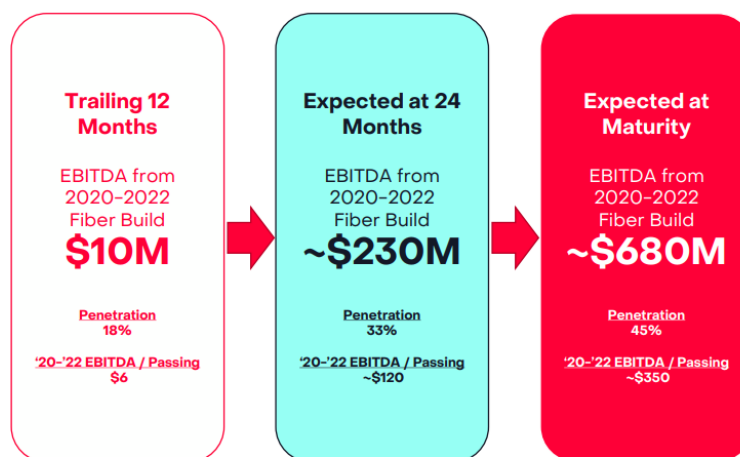 Trailing 12
Months
EBITDA from
2020-2022
Fiber Build
$10M
Penetration
18%
'20-'22 EBITDA / Passing
$6
Expected at 24
Months
EBITDA from
2020-2022
Fiber Build
~$230M
Penetration
33%
'20-'22 EBITDA / Passing
~$120
Expected at
Maturity
EBITDA from
2020-2022
Fiber Build
~$680M
Penetration
45%
'20-'22 EBITDA / Passing
~$350